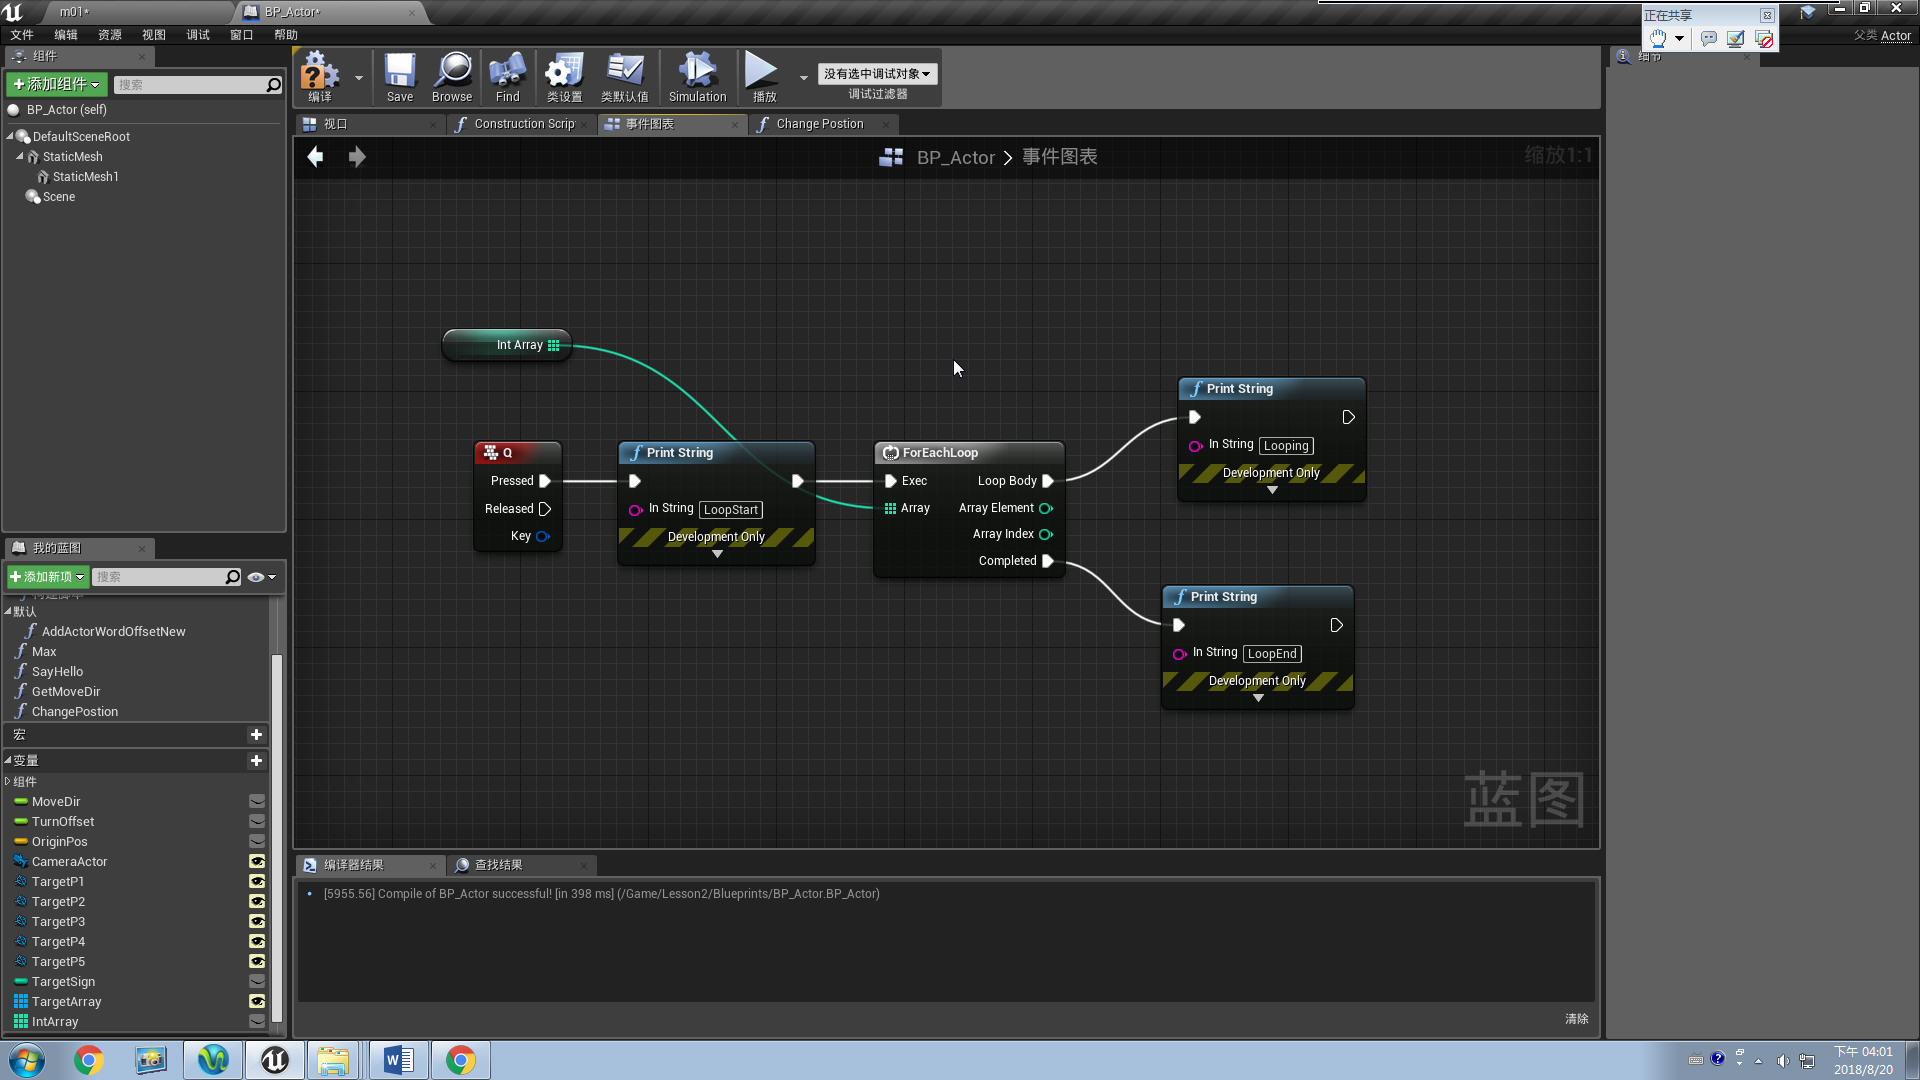 m01*
BP_Actor*
正在共享
文件 编辑 资源 视图 调试 窗口 帮助
父类 Actor
组件
细节
添加组件
搜索
编译
Save
Browse
Find
类设置
类默认值
Simulation
播放
没有选中调试对象
调试过滤器
BP_Actor (self)
DefaultSceneRoot
StaticMesh
StaticMesh1
Scene
视口
Construction Scrip
事件图表
Change Postion
BP_Actor > 事件图表
缩放1:1
Int Array
Q
Pressed
Released
Key
Print String
In String LoopStart
Development Only
ForEachLoop
Exec
Loop Body
Array
Array Element
Array Index
Completed
Print String
In String Looping
Development Only
Print String
In String LoopEnd
Development Only
蓝图
我的蓝图
添加新项
搜索
构建脚本
默认
AddActorWordOffsetNew
Max
SayHello
GetMoveDir
ChangePostion
宏
变量
组件
MoveDir
TurnOffset
OriginPos
CameraActor
TargetP1
TargetP2
TargetP3
TargetP4
TargetP5
TargetSign
TargetArray
IntArray
编译器结果
查找结果
[5955.56] Compile of BP_Actor successful! [in 398 ms] (/Game/Lesson2/Blueprints/BP_Actor.BP_Actor)
清除
下午 04:01
2018/8/20